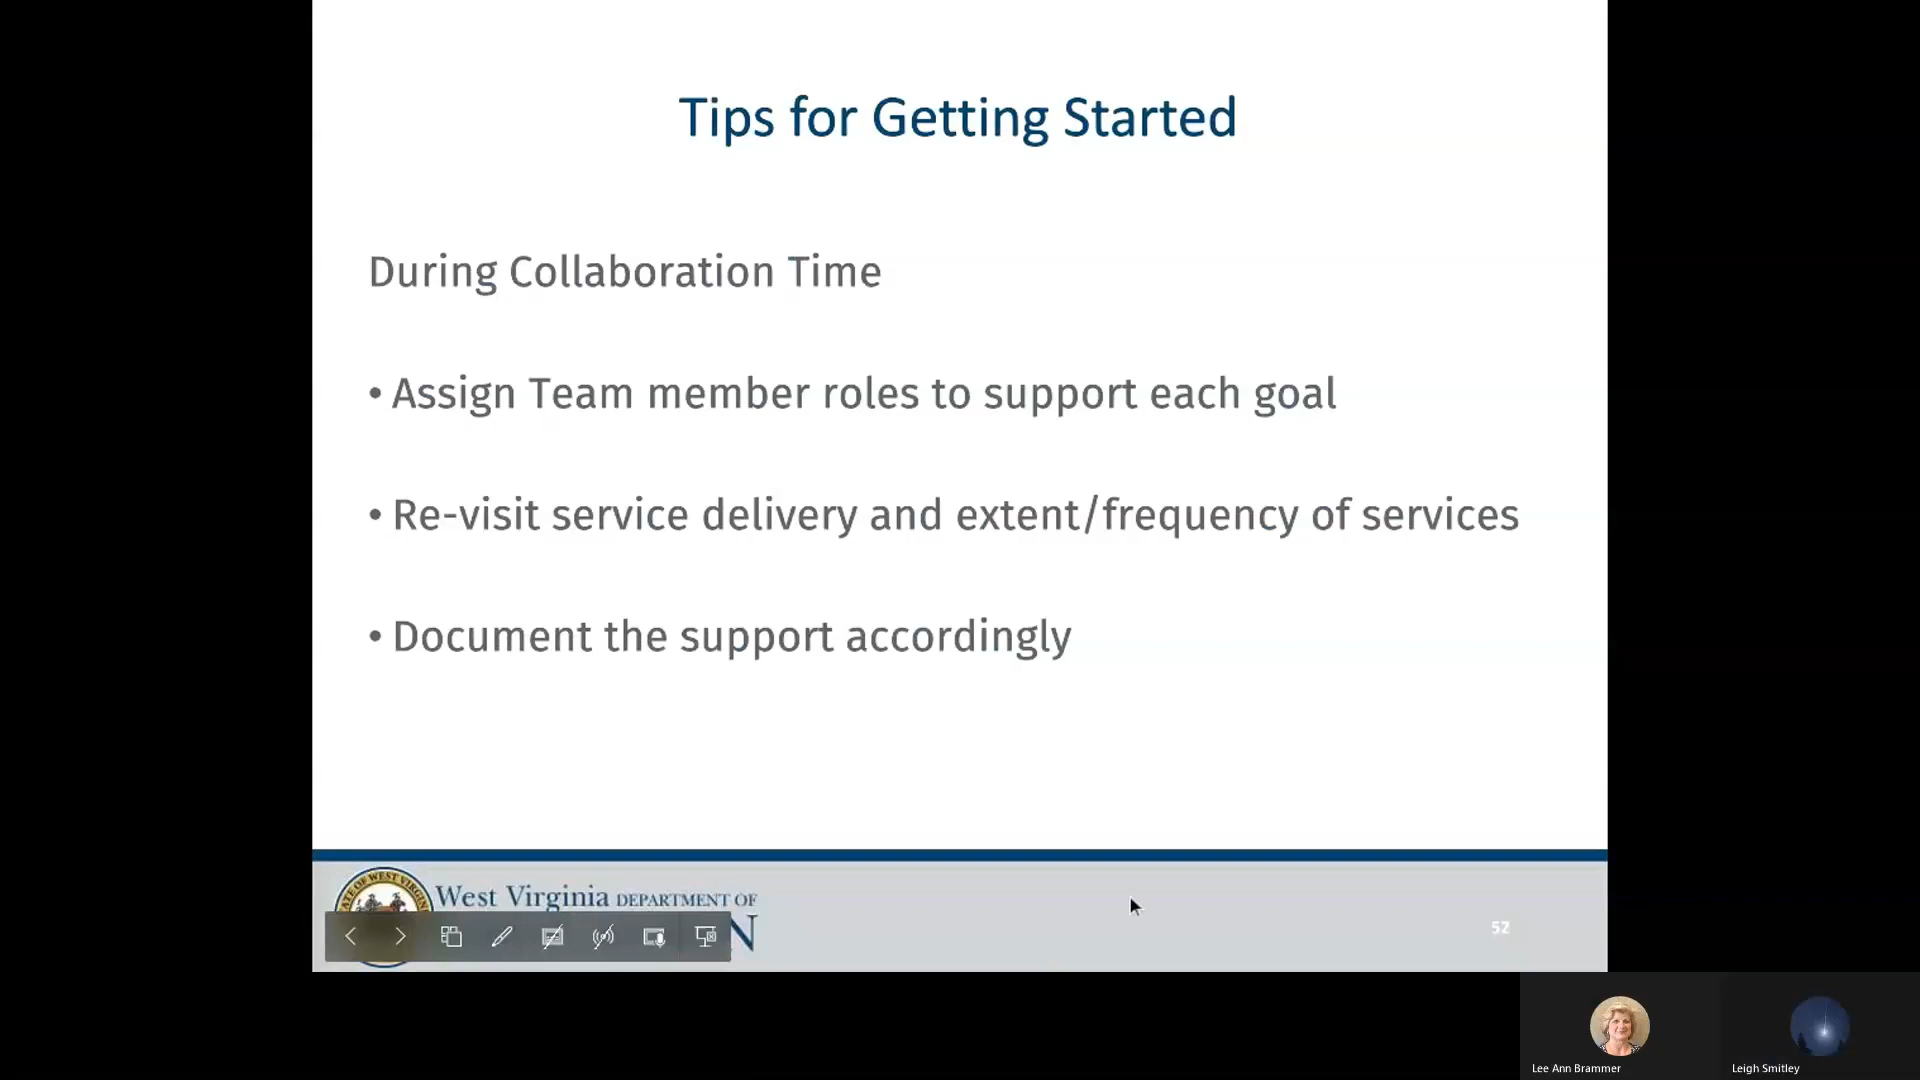 Tips for Getting Started
During Collaboration Time
• Assign Team member roles to support each goal
• Re-visit service delivery and extent/frequency of services
• Document the support accordingly
West Virginia DEPARTMENT OF
52
Lee Ann Brammer
Leigh Smitley